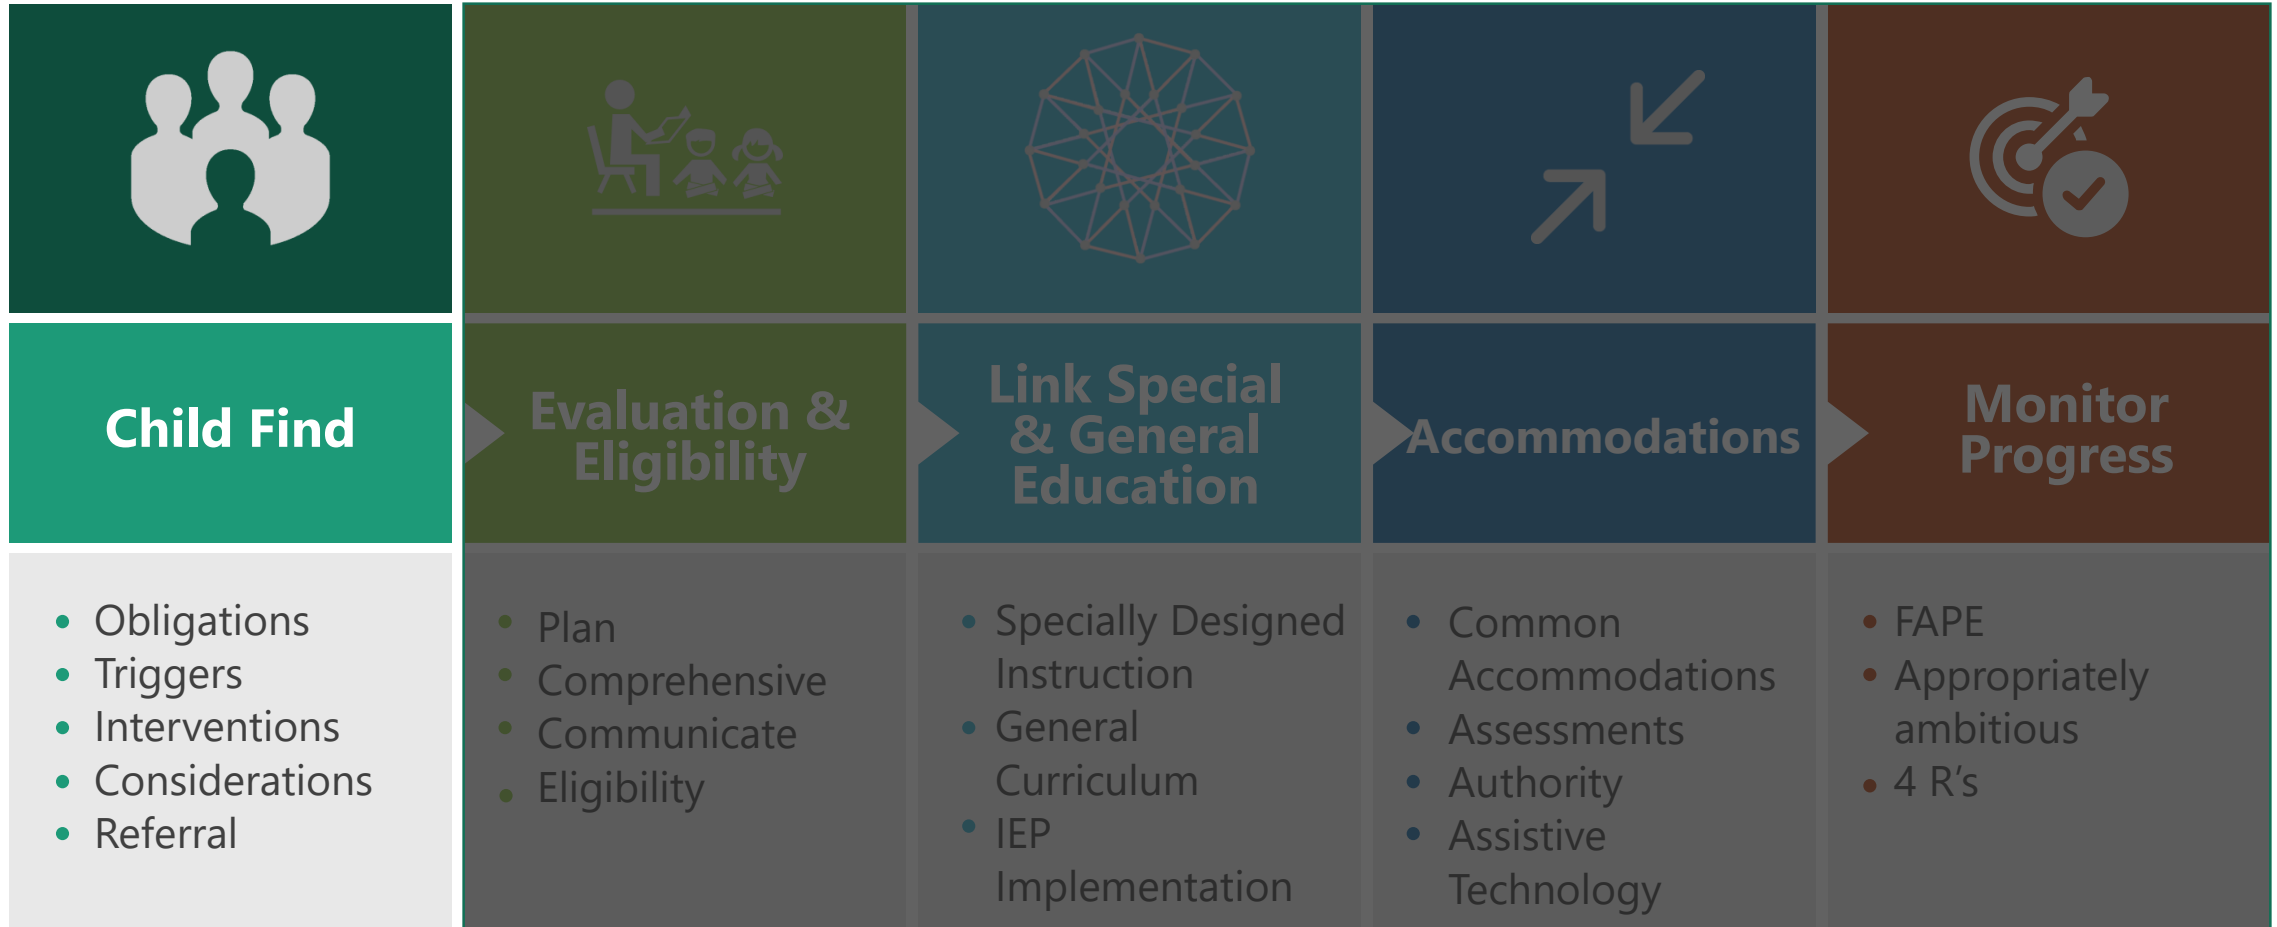 Child Find
• Obligations
• Triggers
• Interventions
• Considerations
• Referral
Evaluation &
Eligibility
• Plan
• Comprehensive
• Communicate
• Eligibility
Link Special
& General
Education
• Specially Designed
Instruction
• General
Curriculum
• IEP
Implementation
Accommodations
• Common
Accommodations
• Assessments
• Authority
• Assistive
Technology
Monitor
Progress
• FAPE
• Appropriately
ambitious
• 4 R’s